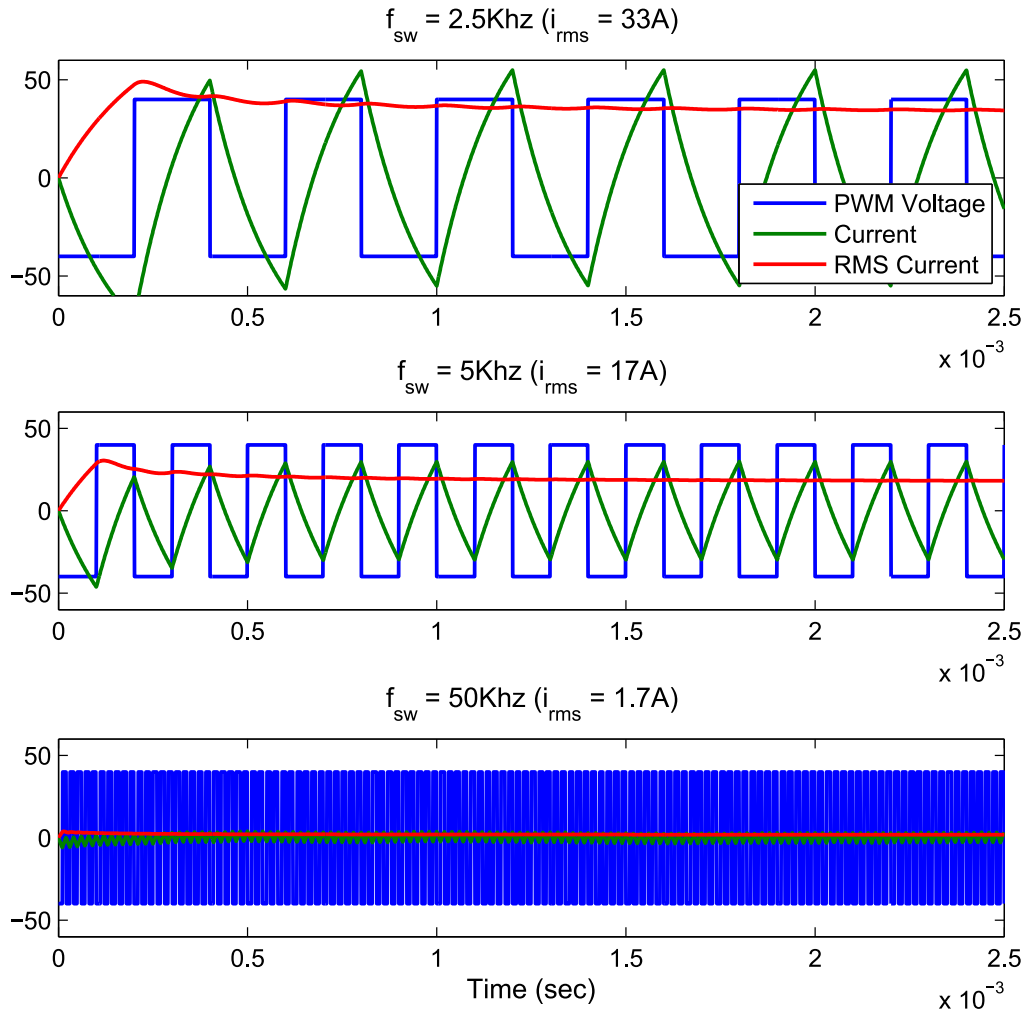 f_sw = 2.5Khz (i_rms = 33A)
50
0
−50
PWM Voltage
Current
RMS Current
0 0.5 1 1.5 2 2.5
x 10^−3
f_sw = 5Khz (i_rms = 17A)
50
0
−50
0 0.5 1 1.5 2 2.5
x 10^−3
f_sw = 50Khz (i_rms = 1.7A)
50
0
−50
0 0.5 1 1.5 2 2.5
Time (sec)
x 10^−3